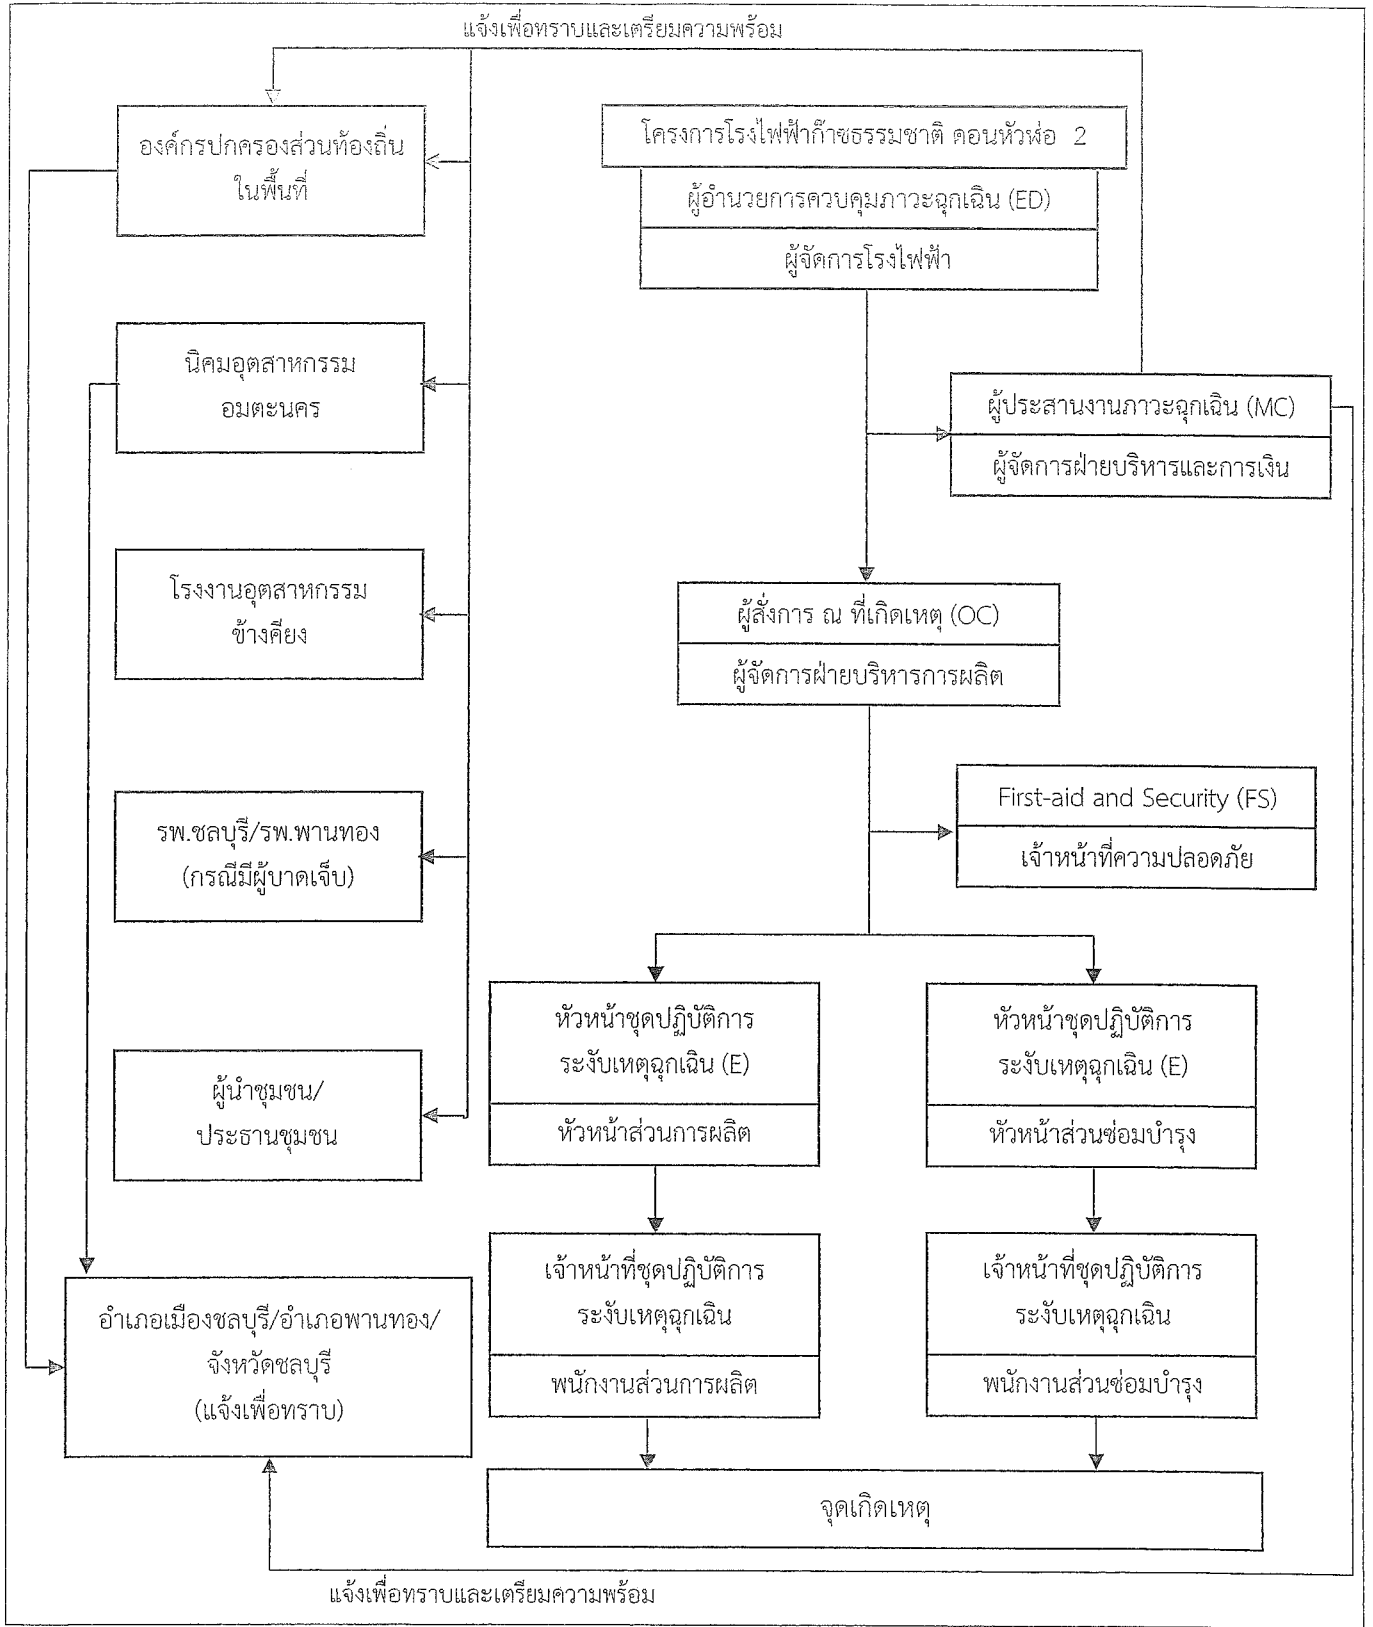 แจ้งเพื่อทราบและเตรียมความพร้อม
องค์กรปกครองส่วนท้องถิ่น
ในพื้นที่
โครงการโรงไฟฟ้าก๊าซธรรมชาติ ดอนหัวฬ่อ 2
ผู้อำนวยการควบคุมภาวะฉุกเฉิน (ED)
ผู้จัดการโรงไฟฟ้า
นิคมอุตสาหกรรม
อมตะนคร
ผู้ประสานงานภาวะฉุกเฉิน (MC)
ผู้จัดการฝ่ายบริหารและการเงิน
โรงงานอุตสาหกรรม
ข้างคียง
ผู้สั่งการ ณ ที่เกิดเหตุ (OC)
ผู้จัดการฝ่ายบริหารการผลิต
รพ.ชลบุรี/รพ.พานทอง
(กรณีมีผู้บาดเจ็บ)
First-aid and Security (FS)
เจ้าหน้าที่ความปลอดภัย
ผู้นำชุมชน/
ประธานชุมชน
หัวหน้าชุดปฏิบัติการ
ระงับเหตุฉุกเฉิน (E)
หัวหน้าส่วนการผลิต
หัวหน้าชุดปฏิบัติการ
ระงับเหตุฉุกเฉิน (E)
หัวหน้าส่วนซ่อมบำรุง
อำเภอเมืองชลบุรี/อำเภอพานทอง/
จังหวัดชลบุรี
(แจ้งเพื่อทราบ)
เจ้าหน้าที่ชุดปฏิบัติการ
ระงับเหตุฉุกเฉิน
พนักงานส่วนการผลิต
เจ้าหน้าที่ชุดปฏิบัติการ
ระงับเหตุฉุกเฉิน
พนักงานส่วนซ่อมบำรุง
จุดเกิดเหตุ
แจ้งเพื่อทราบและเตรียมความพร้อม